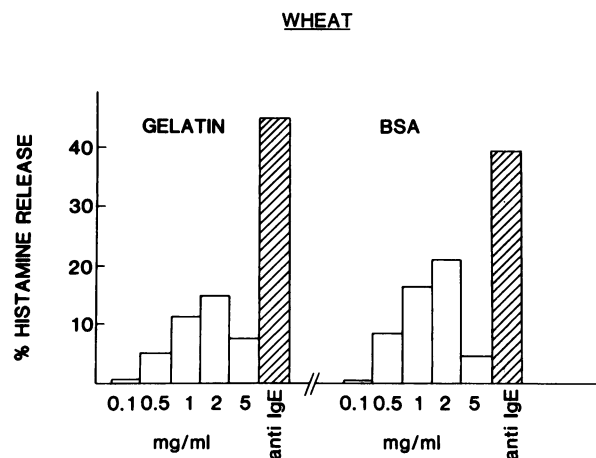 WHEAT
% HISTAMINE RELEASE
40
30
20
10
GELATIN
BSA
0.1 0.5 1 2 5 anti IgE
0.1 0.5 1 2 5 anti IgE
mg/ml
mg/ml